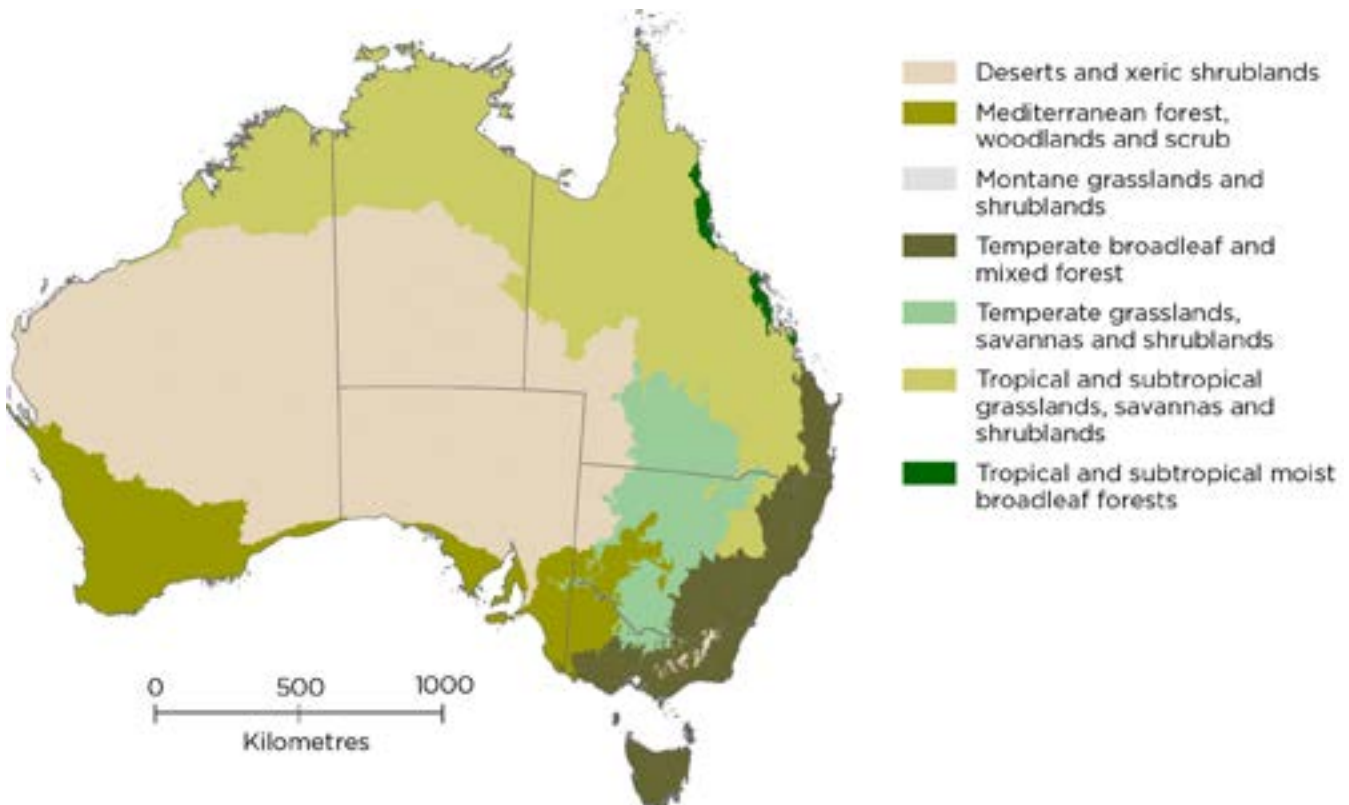 Deserts and xeric shrublands
Mediterranean forest,
woodlands and scrub
Montane grasslands and
shrublands
Temperate broadleaf and
mixed forest
Temperate grasslands,
savannas and shrublands
Tropical and subtropical
grasslands, savannas and
shrublands
Tropical and subtropical moist
broadleaf forests
0 500 1000
Kilometres